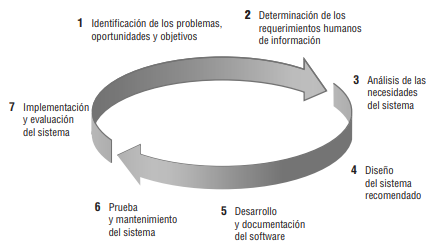 1 Identificación de los problemas,
oportunidades y objetivos
2 Determinación de los
requerimientos humanos
de información
3 Análisis de las
necesidades
del sistema
4 Diseño
del sistema
recomendado
5 Desarrollo
y documentación
del software
6 Prueba
y mantenimiento
del sistema
7 Implementación
y evaluación
del sistema